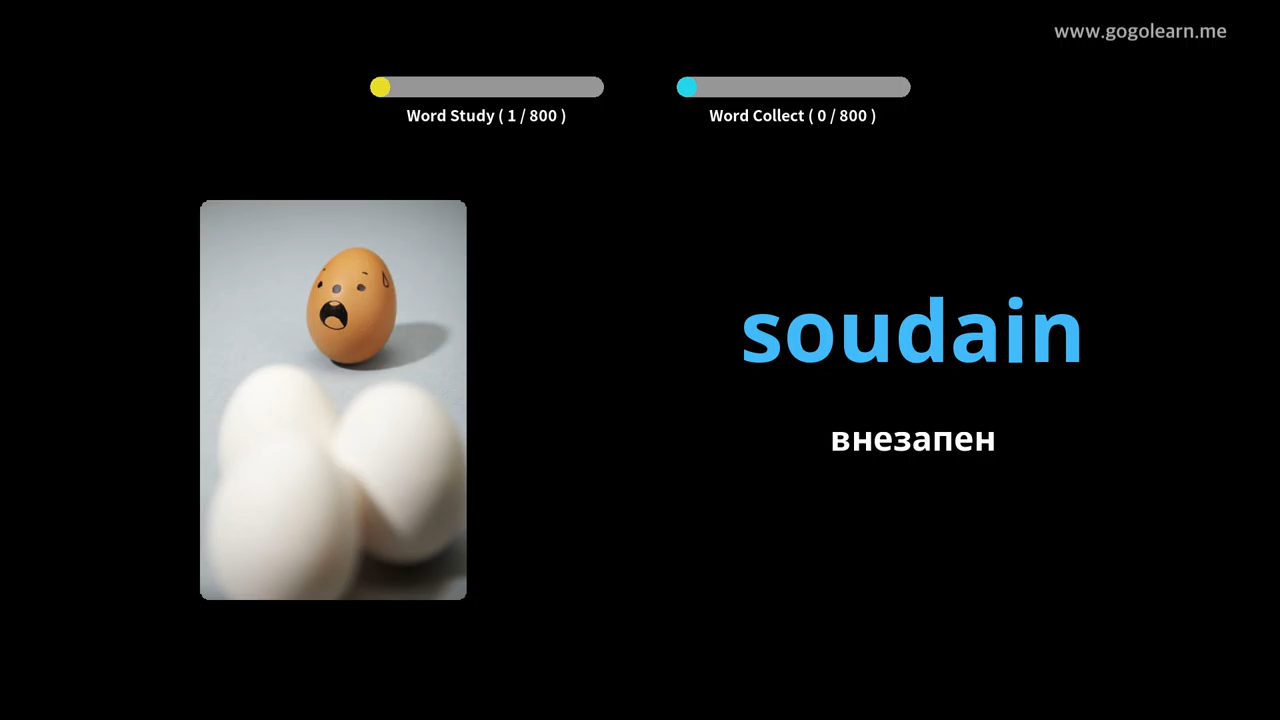 www.gogolearn.me
Word Study ( 1 / 800 )
Word Collect ( 0 / 800 )
soudain
внезапен